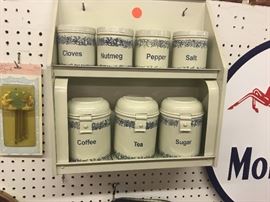 Cloves Nutmeg Pepper Salt
Coffee Tea Sugar
Mo